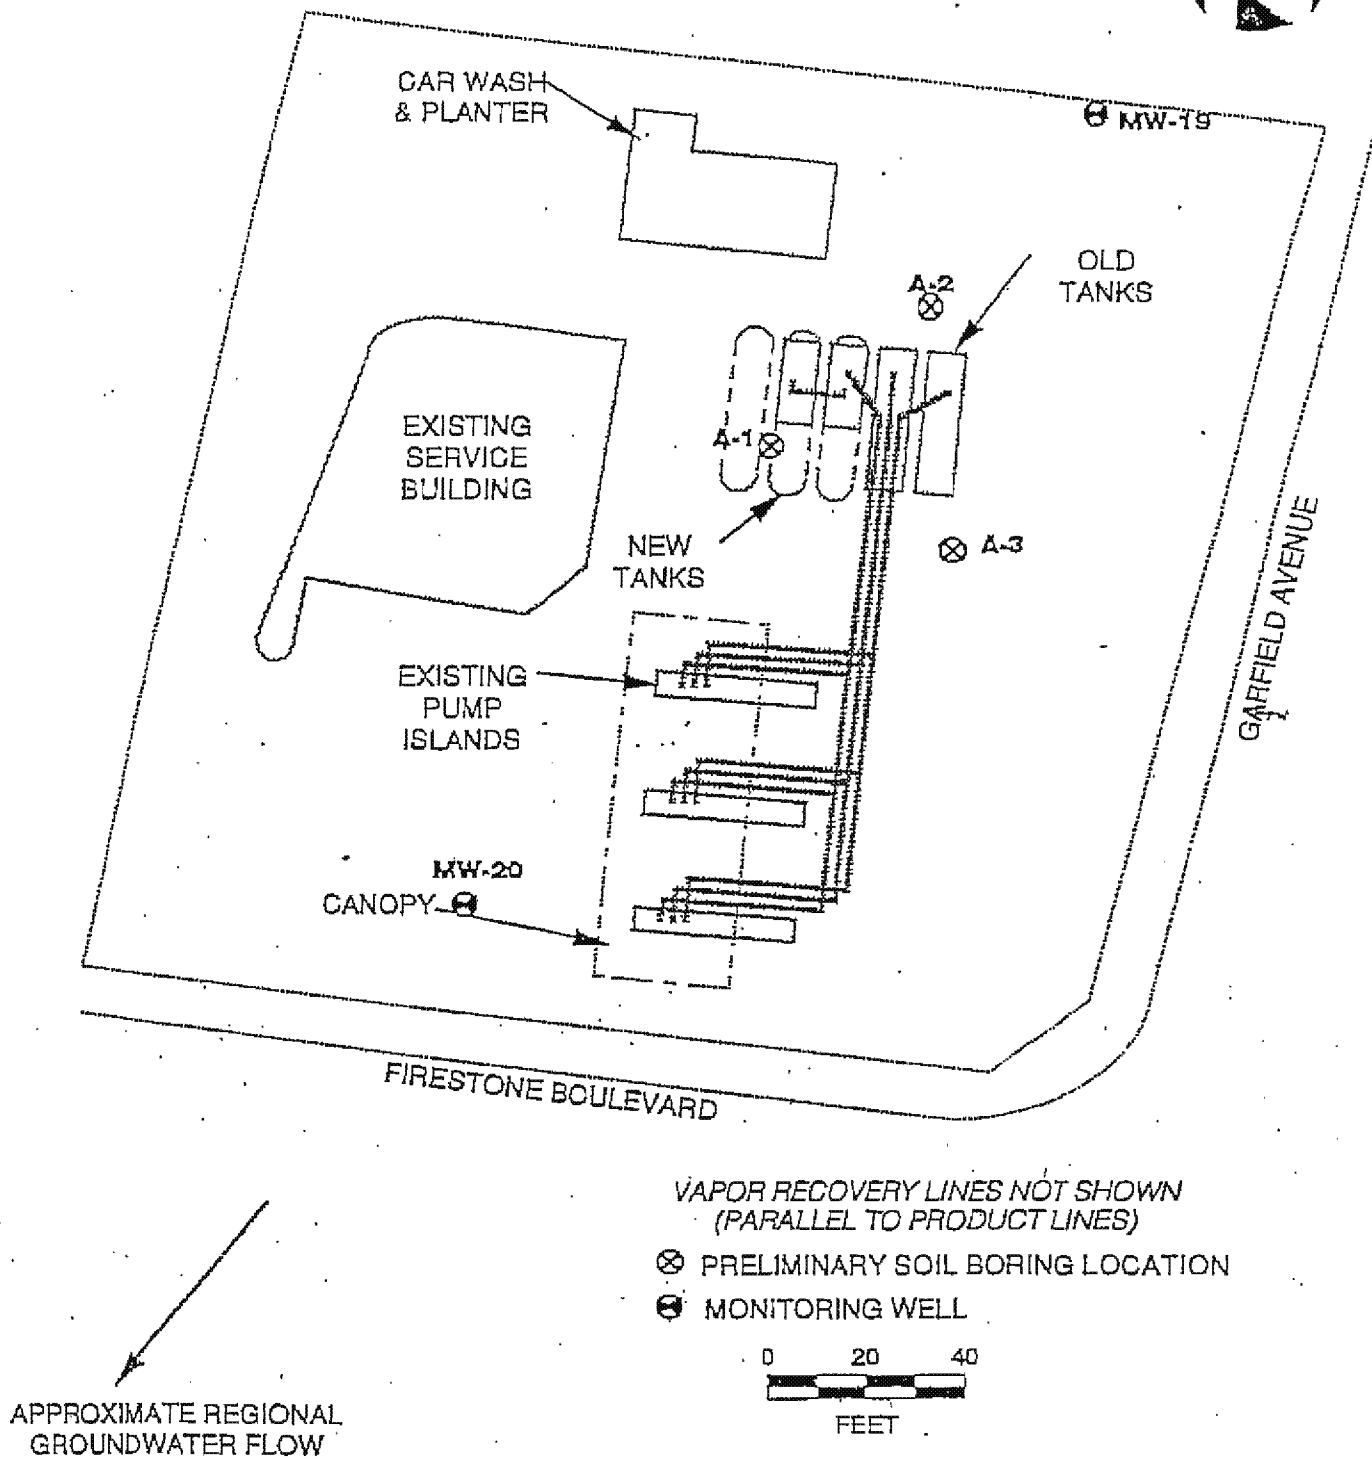 CAR WASH
& PLANTER
MW-19
OLD
TANKS
A-2
EXISTING
SERVICE
BUILDING
A-1
NEW
TANKS
A-3
GARFIELD AVENUE
EXISTING
PUMP
ISLANDS
MW-20
CANOPY
FIRESTONE BOULEVARD
VAPOR RECOVERY LINES NOT SHOWN
(PARALLEL TO PRODUCT LINES)
PRELIMINARY SOIL BORING LOCATION
MONITORING WELL
0 20 40
FEET
APPROXIMATE REGIONAL
GROUNDWATER FLOW